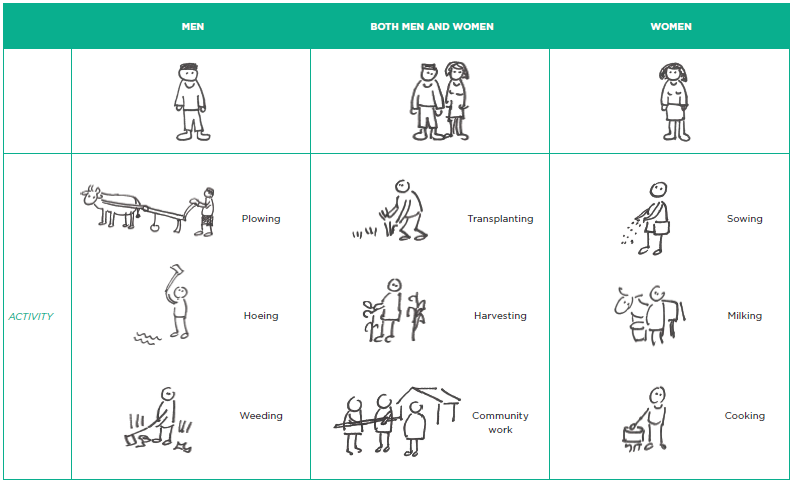 MEN
BOTH MEN AND WOMEN
WOMEN
ACTIVITY
Plowing
Transplanting
Sowing
Hoeing
Harvesting
Milking
Weeding
Community
work
Cooking